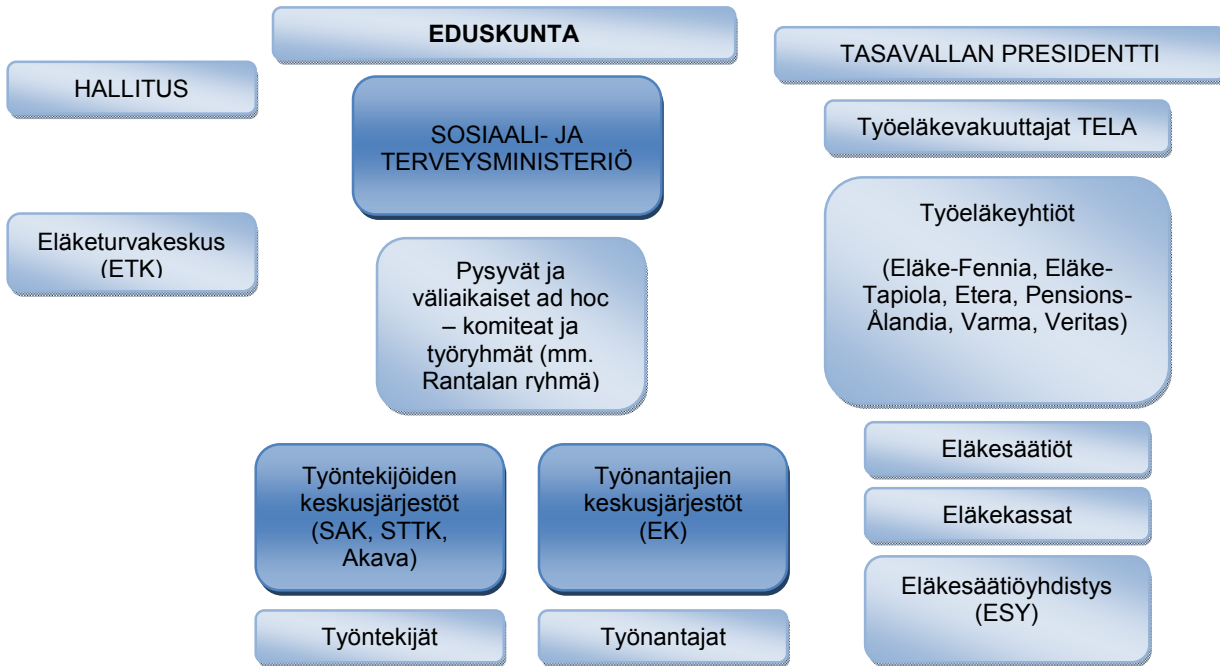 EDUSKUNTA
TASAVALLAN PRESIDENTTI
HALLITUS
SOSIAALI- JA
TERVEYSMINISTERIÖ
Työeläkevakuuttajat TELA
Eläketurvakeskus
(ETK)
Työeläkeyhtiöt
(Eläke-Fennia, Eläke-
Tapiola, Etera, Pensions-
Ålandia, Varma, Veritas)
Pysyvät ja
väliaikaiset ad hoc
– komiteat ja
työryhmät (mm.
Rantalan ryhmä)
Eläkesäätiöt
Työntekijöiden
keskusjärjestöt
(SAK, STTK,
Akava)
Työnantajien
keskusjärjestöt
(EK)
Eläkekassat
Eläkesäätiöyhdistys
(ESY)
Työntekijät
Työnantajat